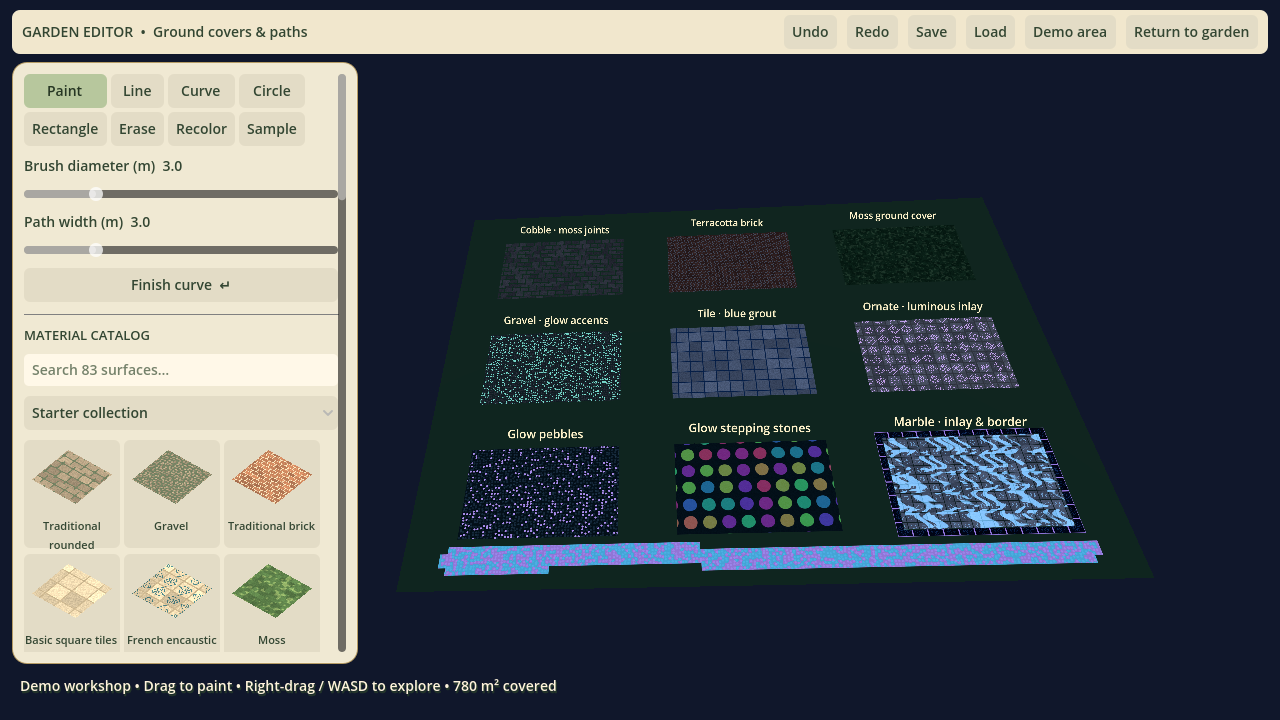 GARDEN EDITOR • Ground covers & paths
Undo
Redo
Save
Load
Demo area
Return to garden
Paint
Line
Curve
Circle
Rectangle
Erase
Recolor
Sample
Brush diameter (m) 3.0
Path width (m) 3.0
Finish curve ↵
MATERIAL CATALOG
Search 83 surfaces...
Starter collection
Traditional
rounded
Gravel
Traditional brick
Basic square tiles
French encaustic
Moss
Cobble · moss joints
Terracotta brick
Moss ground cover
Gravel · glow accents
Tile · blue grout
Ornate · luminous inlay
Glow pebbles
Glow stepping stones
Marble · inlay & border
Demo workshop • Drag to paint • Right-drag / WASD to explore • 780 m² covered